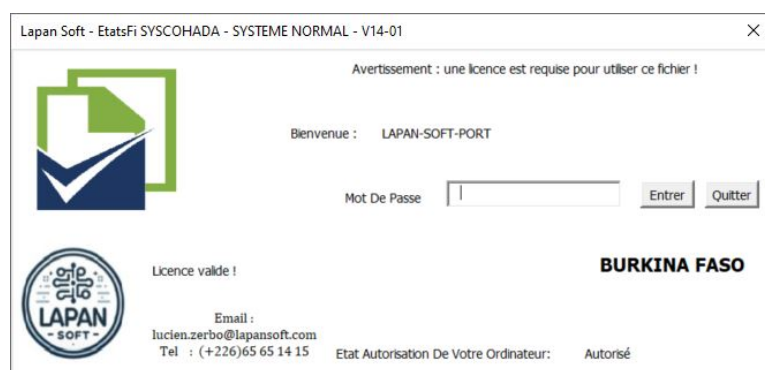 Lapan Soft - EtatsFi SYSCOHADA - SYSTEME NORMAL - V14-01
Avertissement : une licence est requise pour utiliser ce fichier !
Bienvenue : LAPAN-SOFT-PORT
Mot De Passe
Entrer
Quitter
BURKINA FASO
Licence valide !
LAPAN
- SOFT -
Email :
lucien.zerbo@lapansoft.com
Tel : (+226)65 65 14 15
Etat Autorisation De Votre Ordinateur: Autorisé